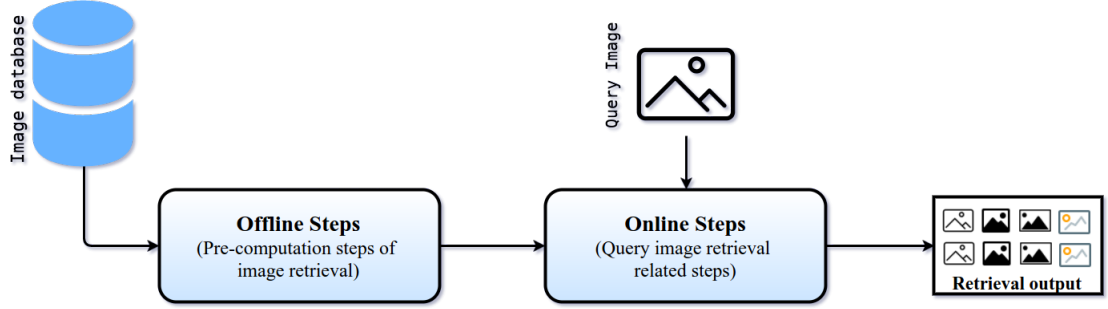 Image database
Query Image
Offline Steps
(Pre-computation steps of
image retrieval)
Online Steps
(Query image retrieval
related steps)
Retrieval output